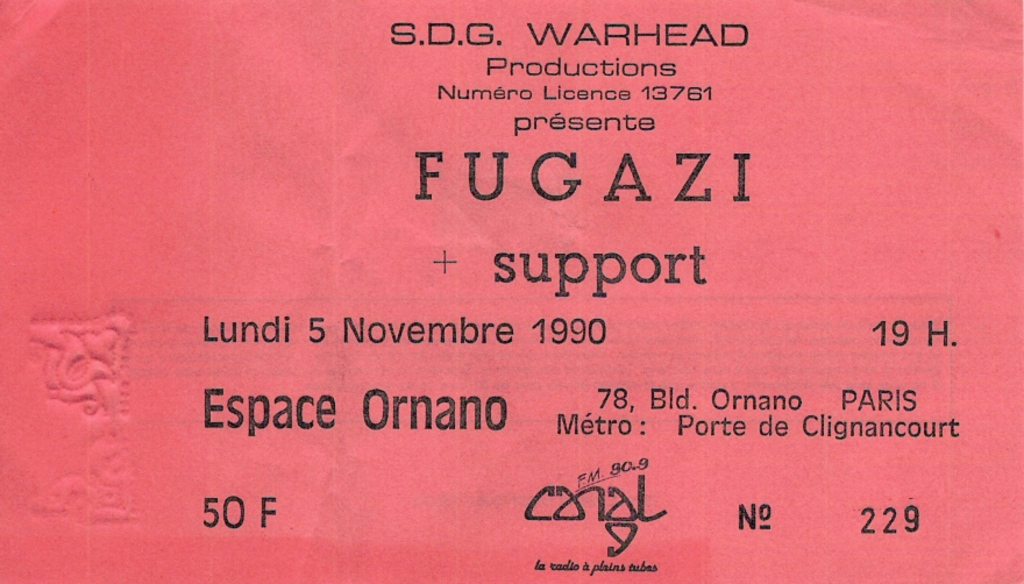 S.D.G. WARHEAD
Productions
Numéro Licence 13761
présente
FUGAZI
+ support
Lundi 5 Novembre 1990 19 H.
Espace Ornano 78, Bld. Ornano PARIS
Métro : Porte de Clignancourt
FM. 90.9
canal 9
50 F Nº 229
la radio à pleins tubes